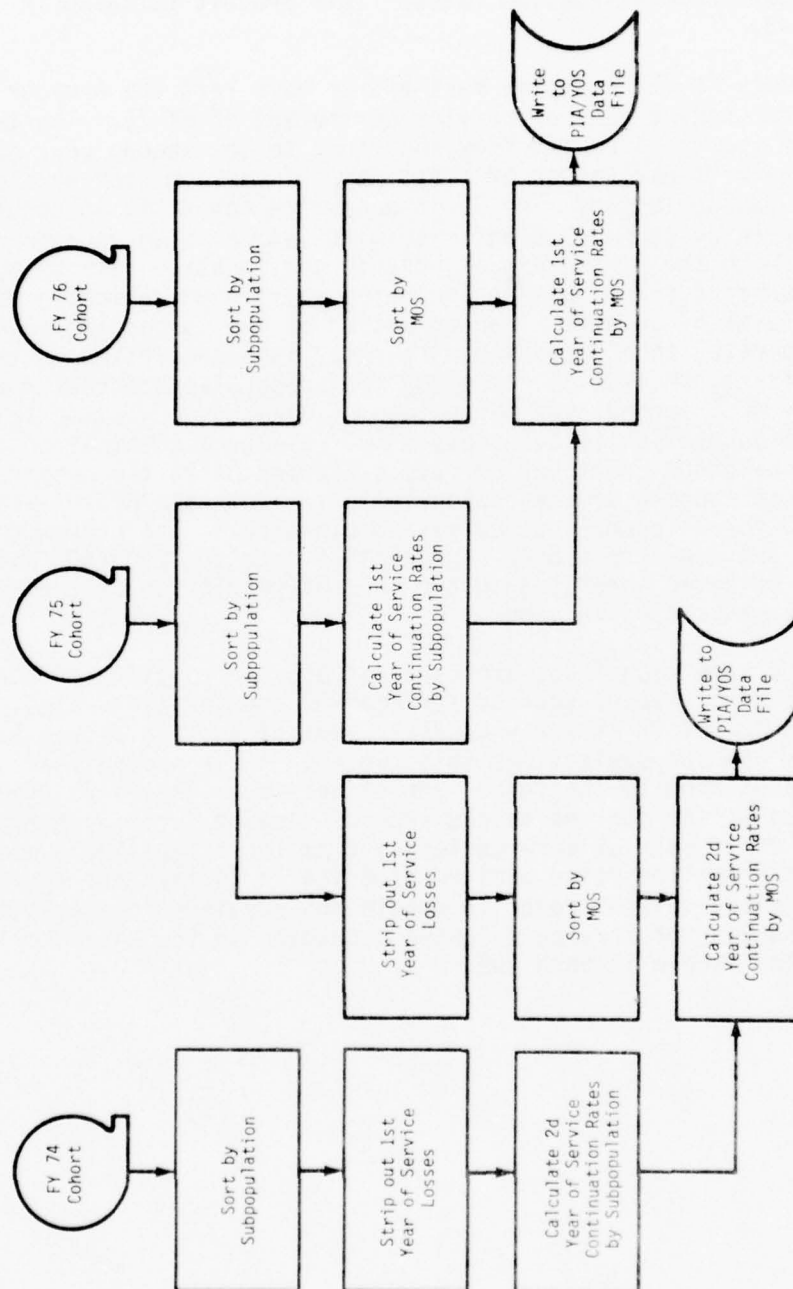 FY 74
Cohort
Sort by
Subpopulation
Strip out 1st
Year of Service
Losses
Calculate 2d
Year of Service
Continuation Rates
by Subpopulation
FY 75
Cohort
Sort by
Subpopulation
Strip out 1st
Year of Service
Losses
Sort by
MOS
Calculate 2d
Year of Service
Continuation Rates
by MOS
Write to
PIA/YOS
Data
File
Calculate 1st
Year of Service
Continuation Rates
by Subpopulation
FY 76
Cohort
Sort by
Subpopulation
Sort by
MOS
Calculate 1st
Year of Service
Continuation Rates
by MOS
Write
to
PIA/YOS
Data
File